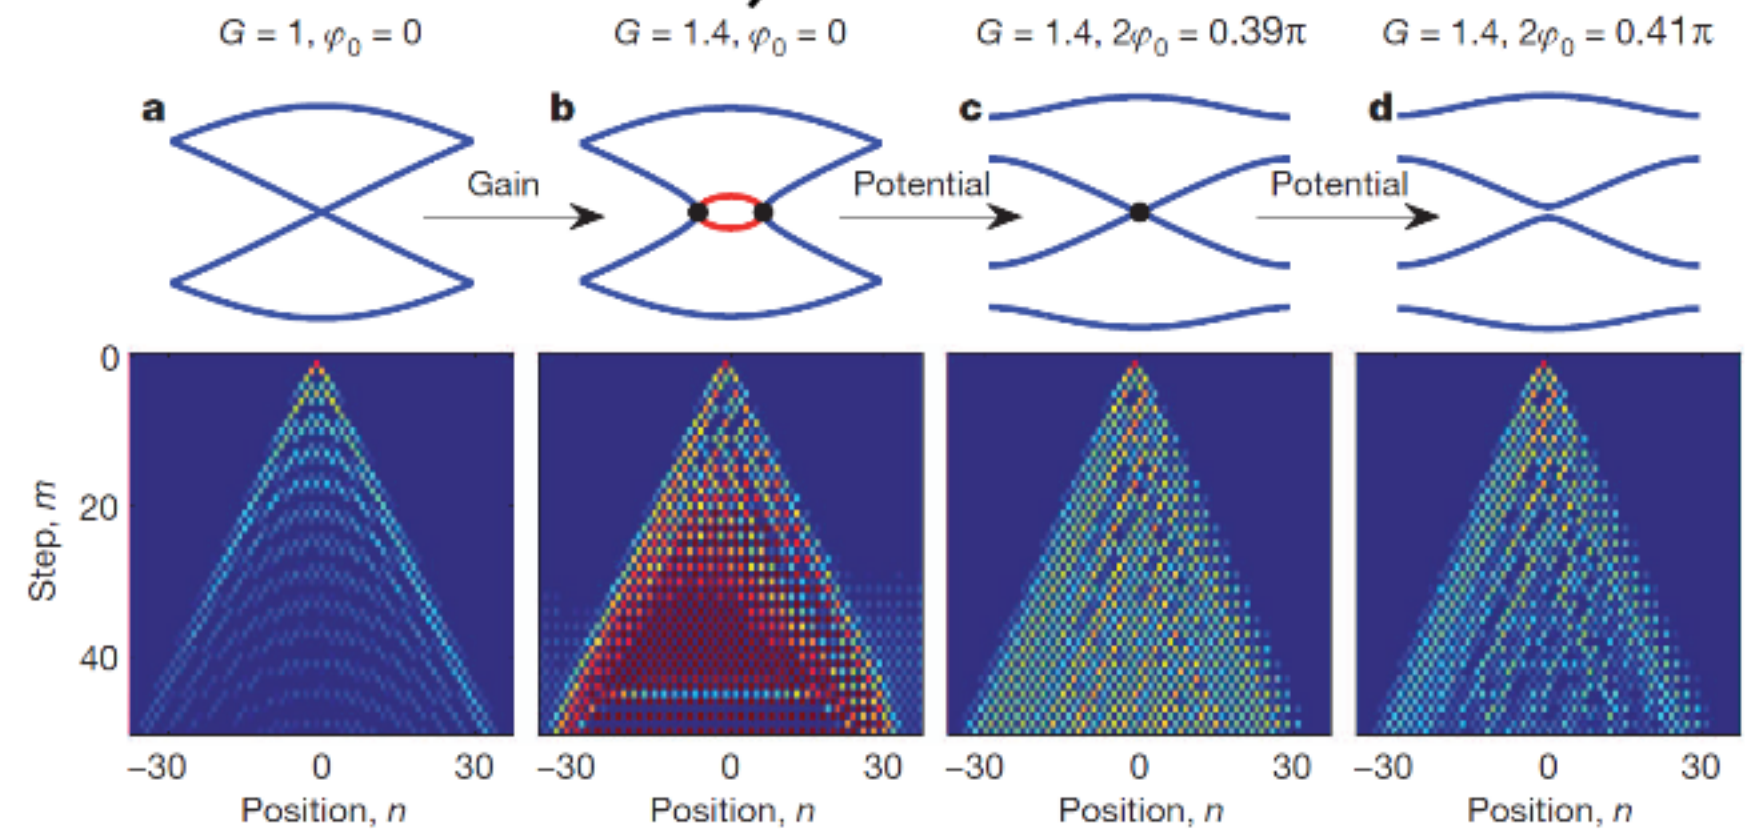 G = 1, φ₀ = 0
G = 1.4, φ₀ = 0
G = 1.4, 2φ₀ = 0.39π
G = 1.4, 2φ₀ = 0.41π
a
b
c
d
Gain
Potential
Potential
0
20
40
Step, m
−30 0 30
−30 0 30
−30 0 30
−30 0 30
Position, n
Position, n
Position, n
Position, n